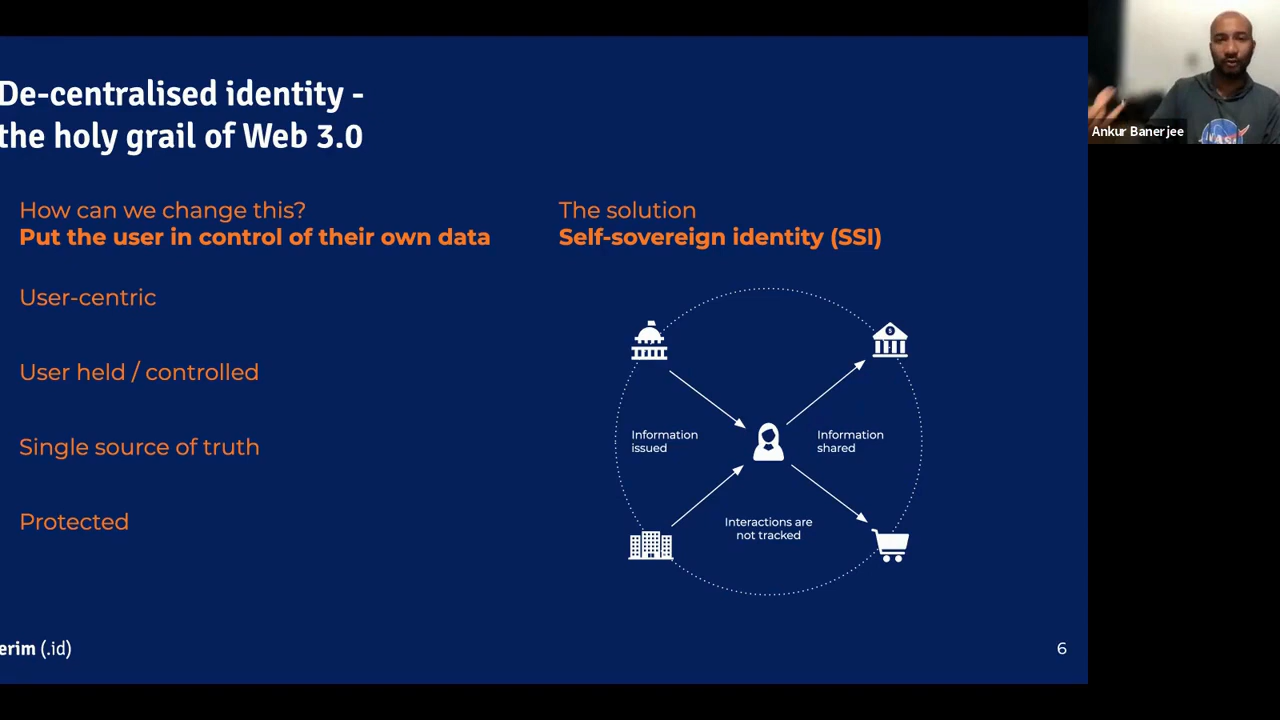 De-centralised identity -
the holy grail of Web 3.0
How can we change this?
Put the user in control of their own data
User-centric
User held / controlled
Single source of truth
Protected
The solution
Self-sovereign identity (SSI)
$
Information
issued
Information
shared
Interactions are
not tracked
erim (.id)
6
Ankur Banerjee
NASA